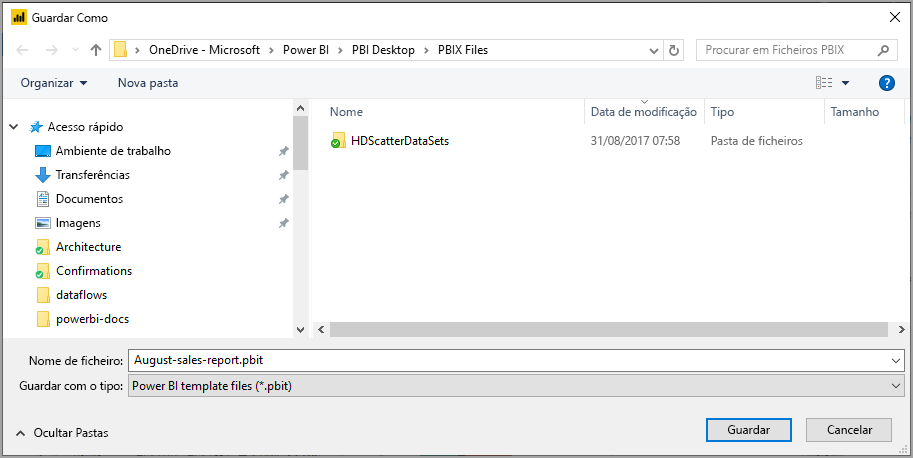 Guardar Como
OneDrive - Microsoft > Power BI > PBI Desktop > PBIX Files
Procurar em Ficheiros PBIX
Organizar
Nova pasta
?
Acesso rápido
Ambiente de trabalho
Transferências
Documentos
Imagens
Architecture
Confirmations
dataflows
powerbi-docs
Nome Data de modificação Tipo Tamanho
HDScatterDataSets 31/08/2017 07:58 Pasta de ficheiros
Nome de ficheiro: August-sales-report.pbit
Guardar com o tipo: Power BI template files (*.pbit)
Ocultar Pastas
Guardar
Cancelar